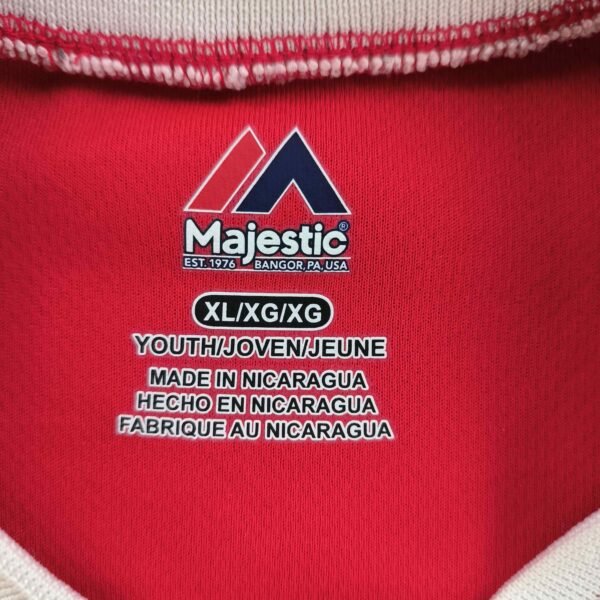 Majestic®
EST. 1976 BANGOR, PA, USA
XL/XG/XG
YOUTH/JOVEN/JEUNE
MADE IN NICARAGUA
HECHO EN NICARAGUA
FABRIQUE AU NICARAGUA